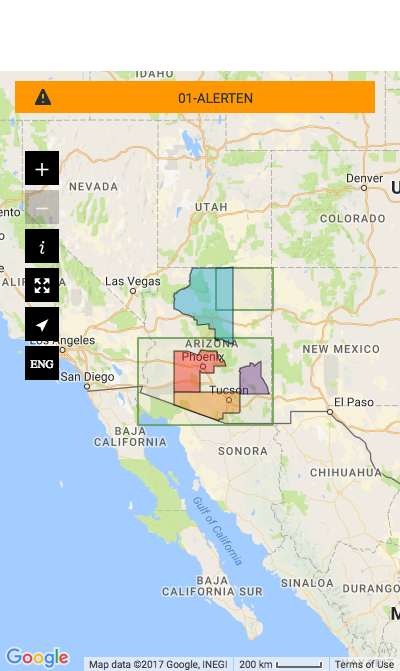 IDAHO
01-ALERTEN
+
−
i
ENG
NEVADA
UTAH
Denver
COLORADO
Las Vegas
ARIZONA
Phoenix
NEW MEXICO
Los Angeles
San Diego
Tucson
El Paso
BAJA
CALIFORNIA
SONORA
CHIHUAHUA
Gulf of California
BAJA
CALIFORNIA SUR
SINALOA
DURANGO
Google
Map data ©2017 Google, INEGI
200 km
Terms of Use